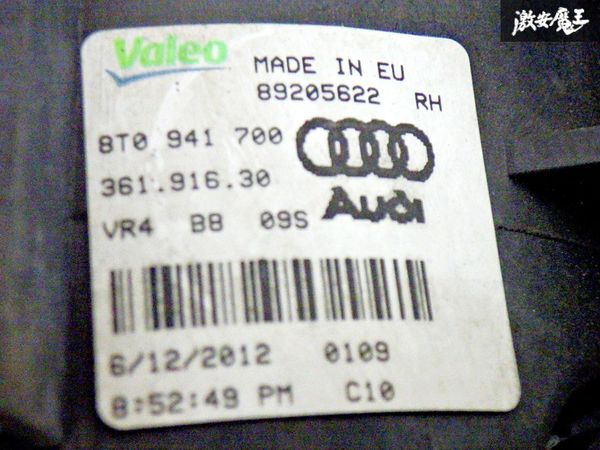 激安魔王
Valeo
MADE IN EU
89205622 RH
8T0 941 700
361.916.30
Audi
VR4 BB 09S
6/12/2012 0109
8:52:49 PM C10